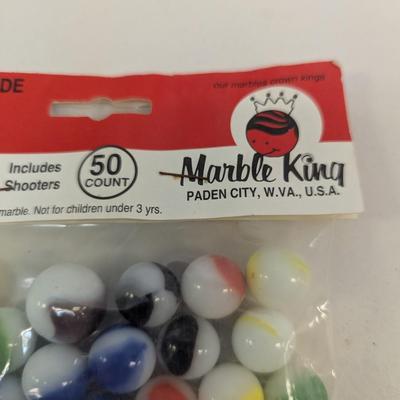 DE
our marbles crown kings
Includes
Shooters
50
COUNT
Marble King
PADEN CITY, W.VA., U.S.A.
marble. Not for children under 3 yrs.